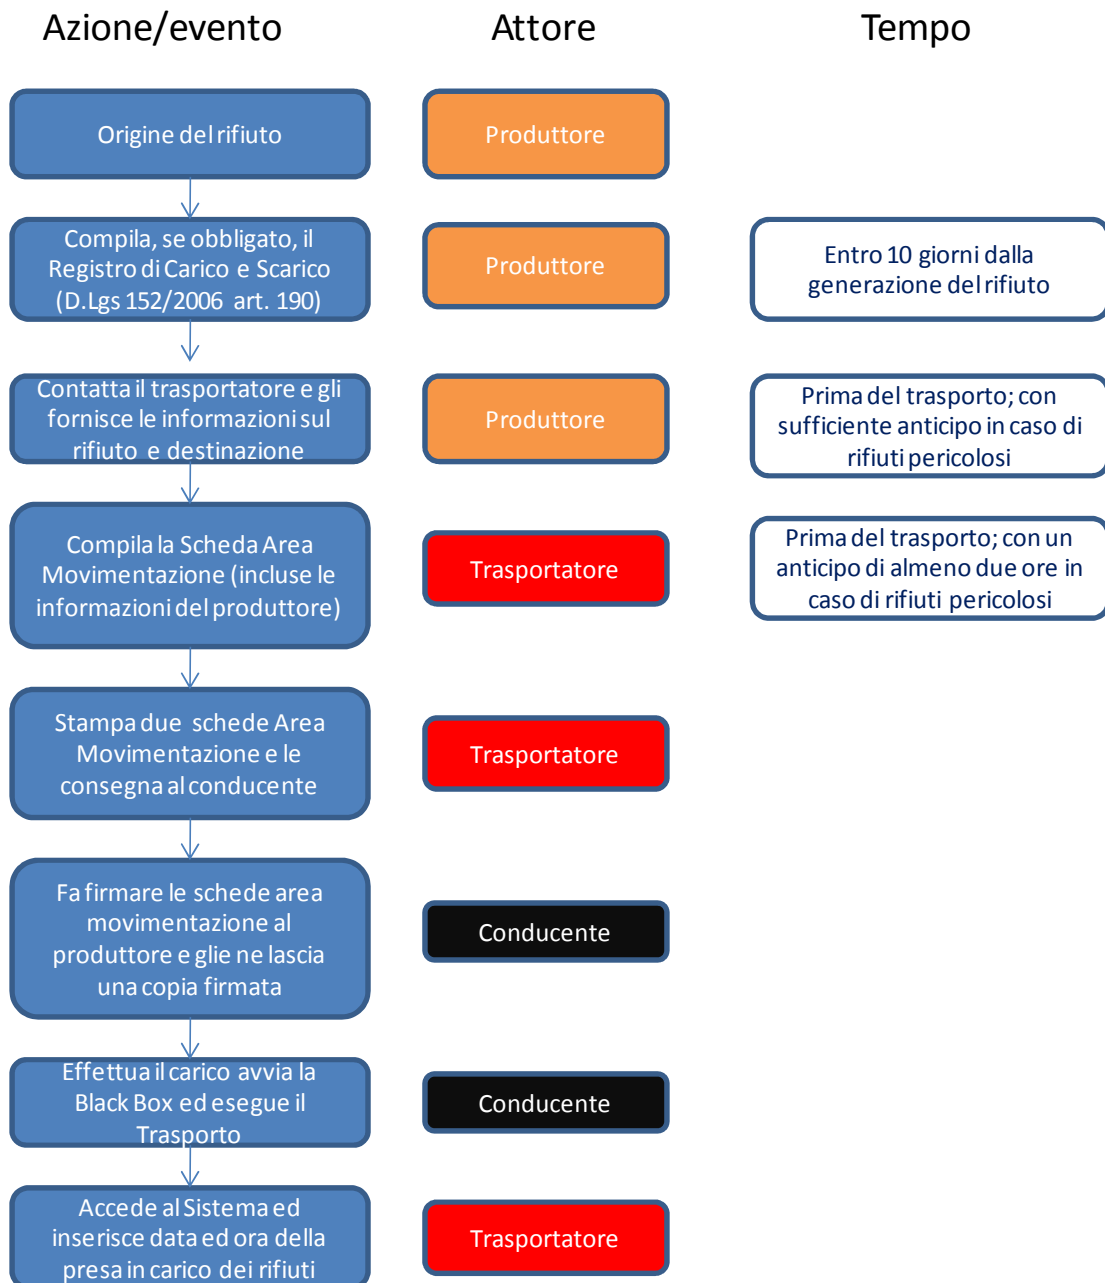 Azione/evento
Attore
Tempo
Origine del rifiuto
Produttore
Compila, se obbligato, il
Registro di Carico e Scarico
(D.Lgs 152/2006 art. 190)
Produttore
Entro 10 giorni dalla
generazione del rifiuto
Contatta il trasportatore e gli
fornisce le informazioni sul
rifiuto e destinazione
Produttore
Prima del trasporto; con
sufficiente anticipo in caso di
rifiuti pericolosi
Compila la Scheda Area
Movimentazione (incluse le
informazioni del produttore)
Trasportatore
Prima del trasporto; con un
anticipo di almeno due ore in
caso di rifiuti pericolosi
Stampa due schede Area
Movimentazione e le
consegna al conducente
Trasportatore
Fa firmare le schede area
movimentazione al
produttore e glie ne lascia
una copia firmata
Conducente
Effettua il carico avvia la
Black Box ed esegue il
Trasporto
Conducente
Accede al Sistema ed
inserisce data ed ora della
presa in carico dei rifiuti
Trasportatore